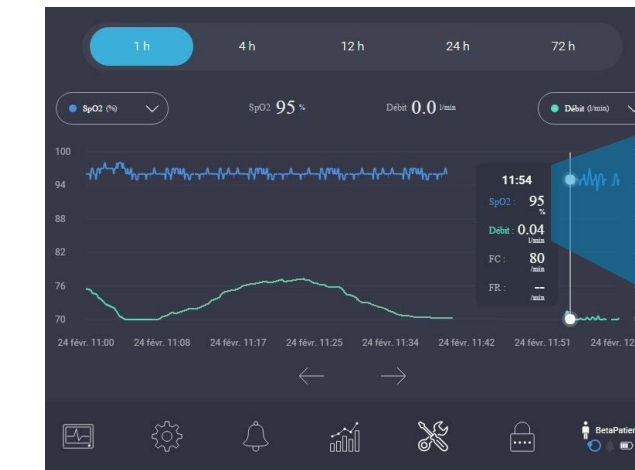 1 h 4 h 12 h 24 h 72 h
SpO2 (%) SpO2 95 % Débit 0.0 l/min Débit (l/min)
100
94
88
82
76
70
11:54
SpO2 : 95 %
Débit : 0.04 l/min
FC : 80 /min
FR : -- /min
24 févr. 11:00 24 févr. 11:08 24 févr. 11:17 24 févr. 11:25 24 févr. 11:34 24 févr. 11:42 24 févr. 11:51 24 févr. 12
BetaPatien